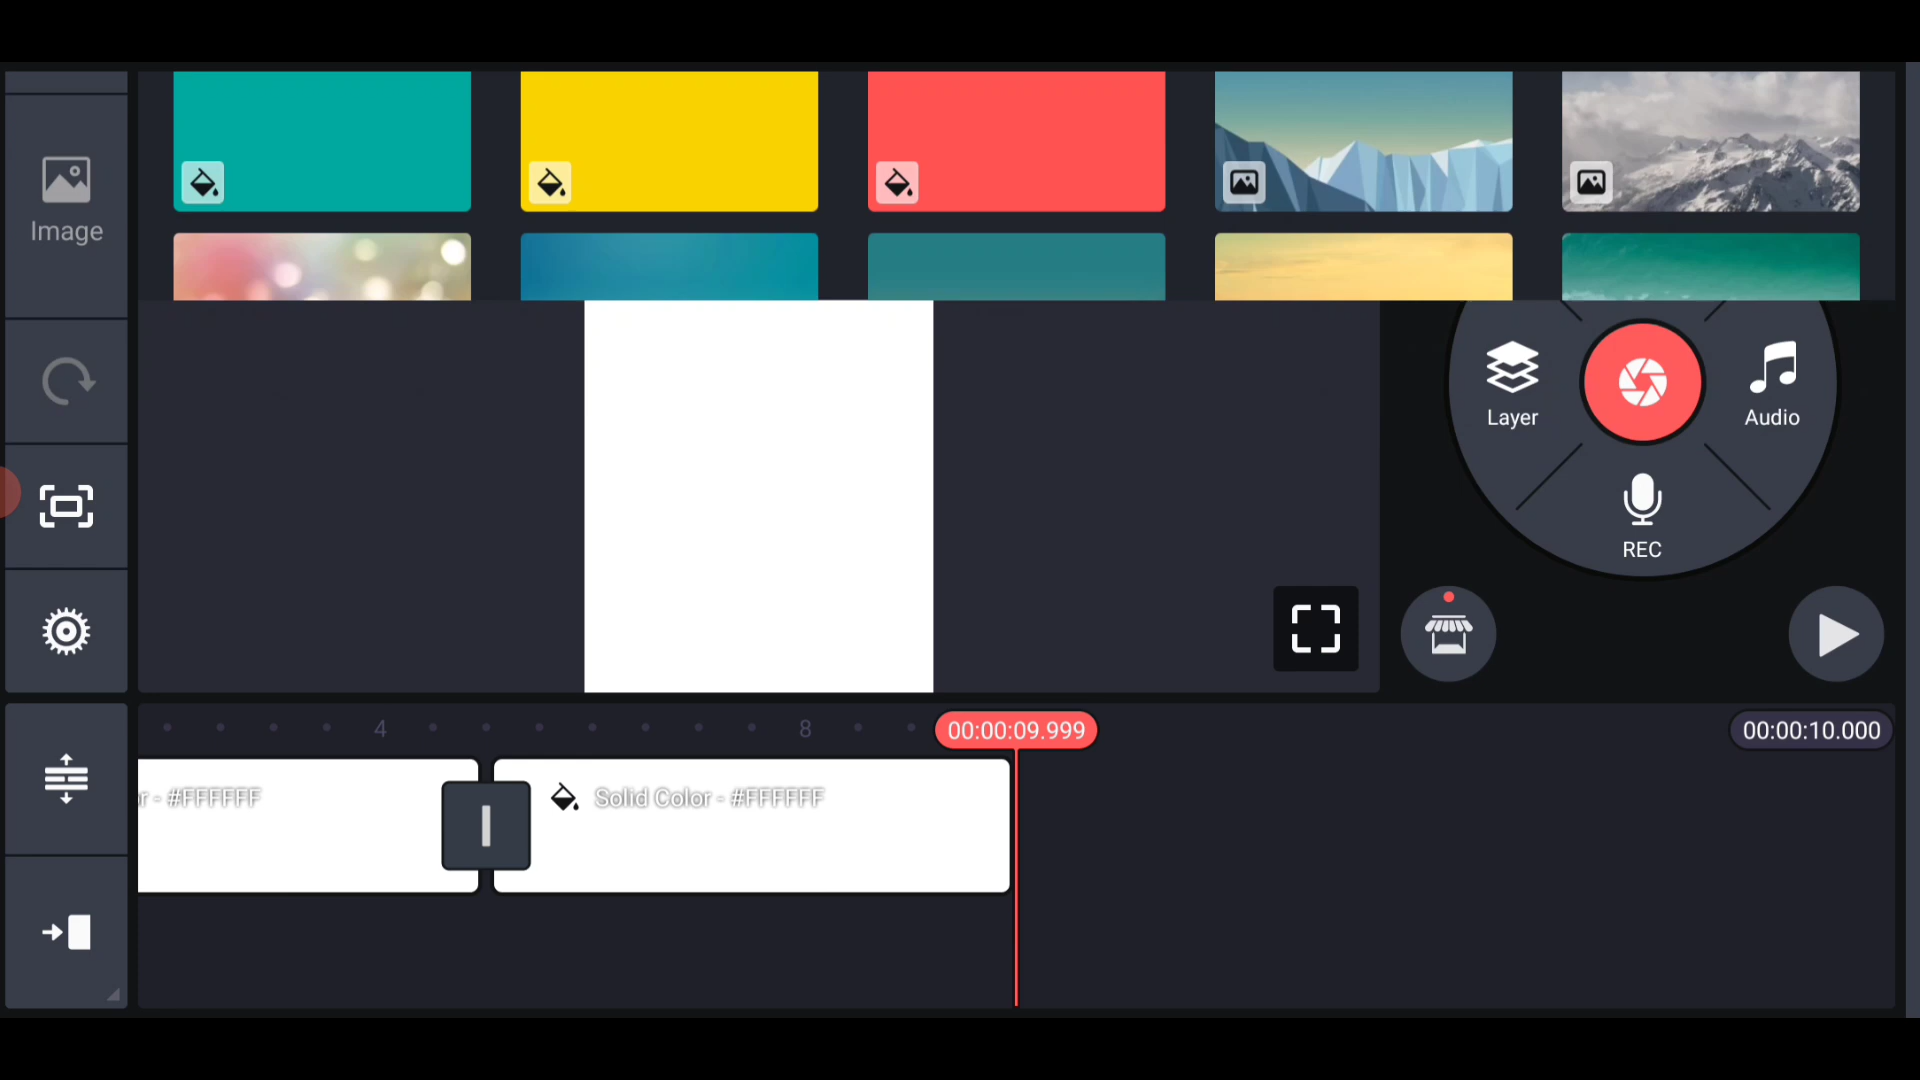 Image
Layer
Audio
REC
4
8
00:00:09.999
00:00:10.000
r - #FFFFFF
Solid Color - #FFFFFF